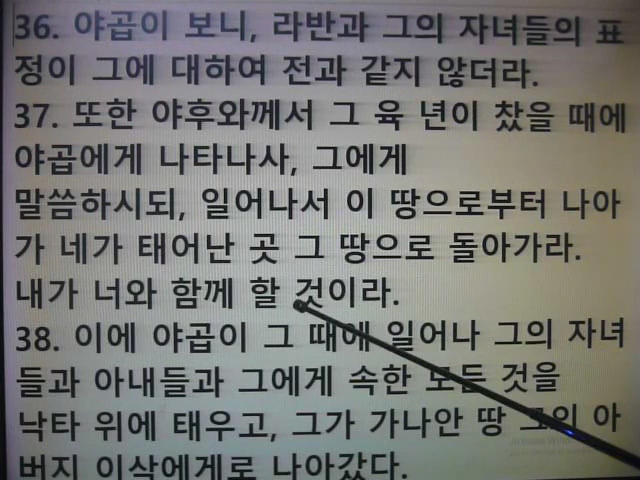 36. 야곱이 보니, 라반과 그의 자녀들의 표
정이 그에 대하여 전과 같지 않더라.
37. 또한 야후와께서 그 육 년이 찼을 때에
야곱에게 나타나사, 그에게
말씀하시되, 일어나서 이 땅으로부터 나아
가 네가 태어난 곳 그 땅으로 돌아가라.
내가 너와 함께 할 것이라.
38. 이에 야곱이 그 때에 일어나 그의 자녀
들과 아내들과 그에게 속한 모든 것을
낙타 위에 태우고, 그가 가나안 땅 그의 아
버지 이삭에게로 나아갔다.